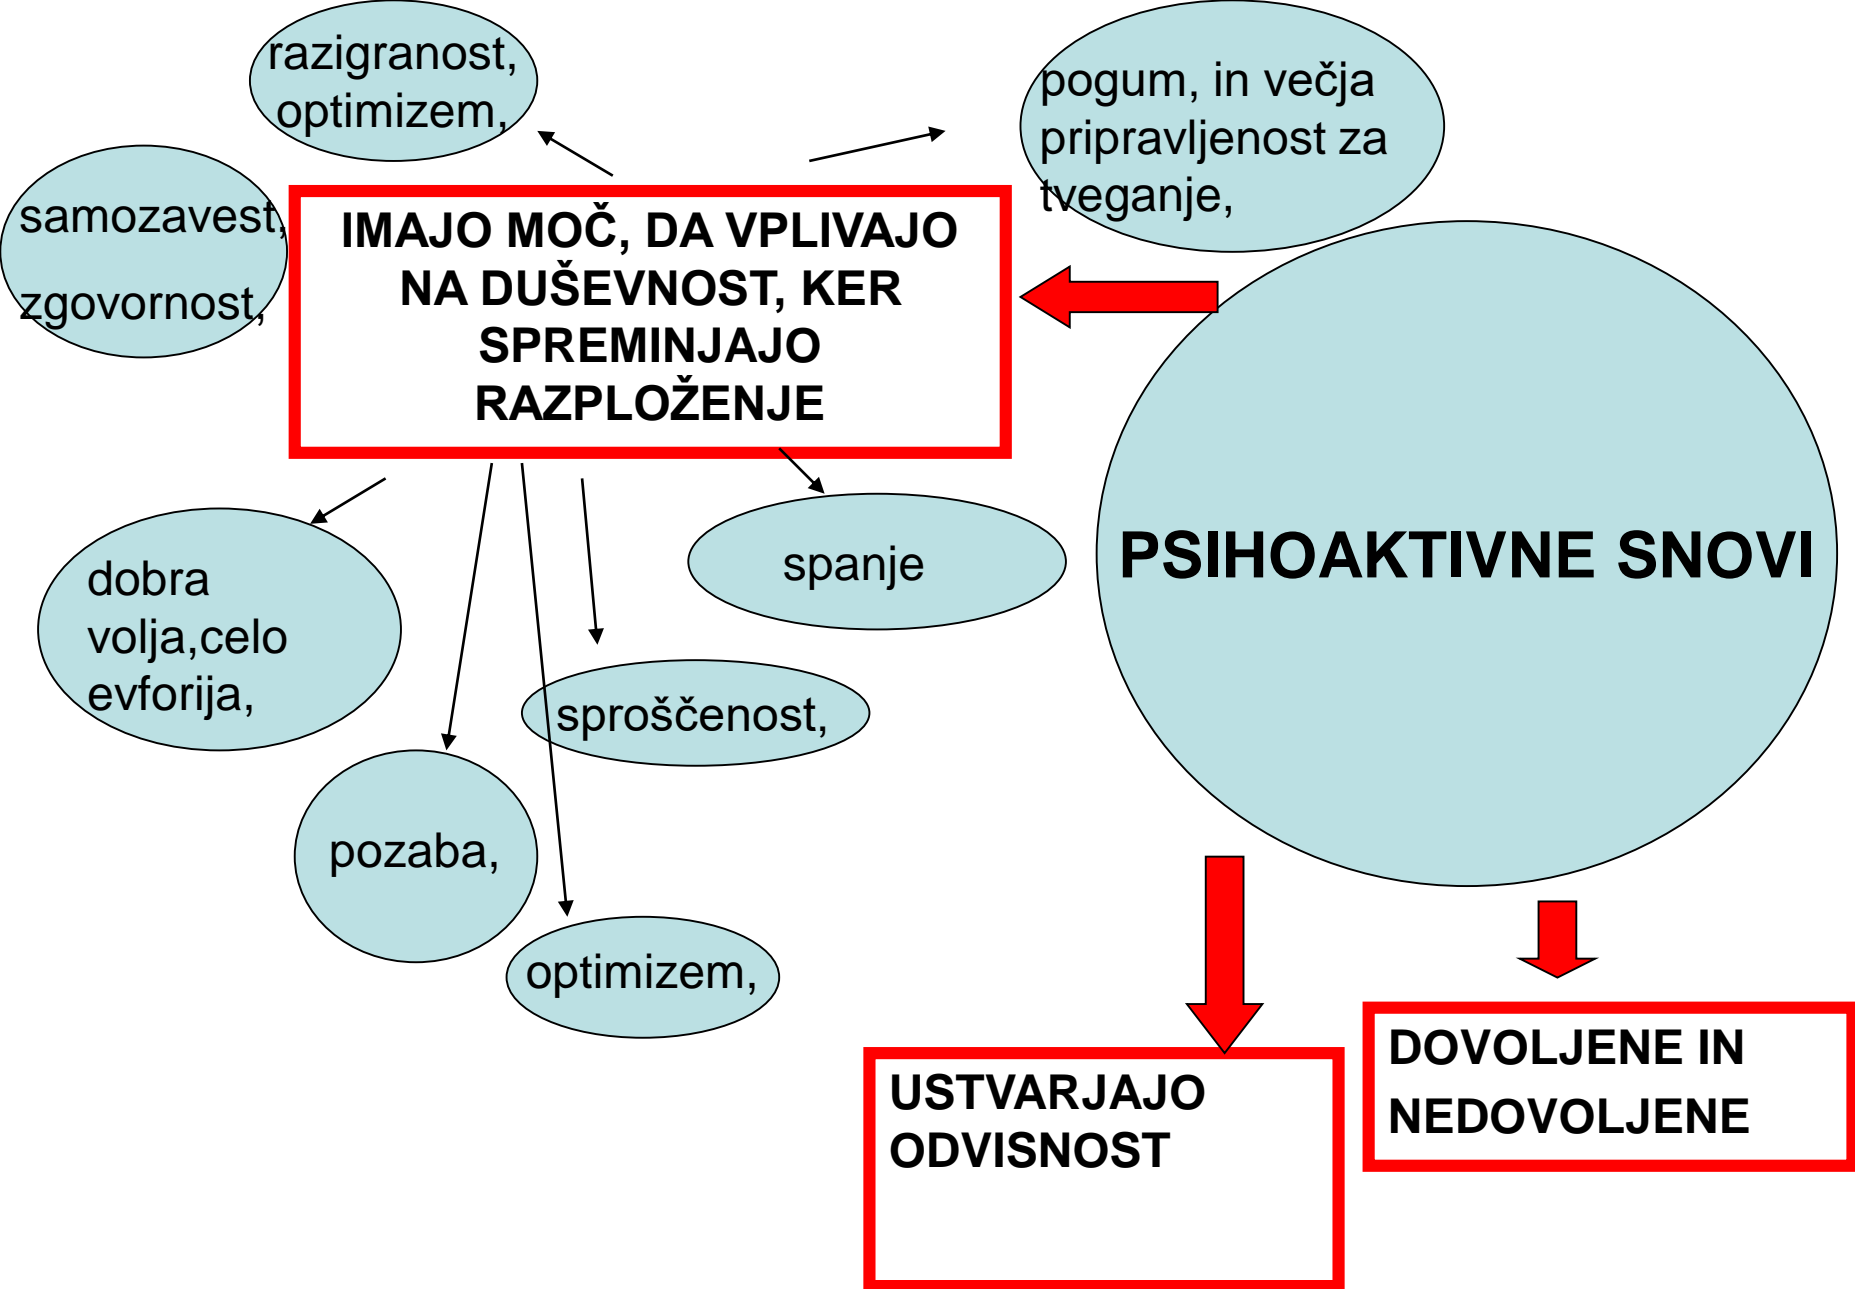 razigranost,
optimizem,
pogum, in večja
pripravljenost za
tveganje,
samozavest,
zgovornost,
IMAJO MOČ, DA VPLIVAJO
NA DUŠEVNOST, KER
SPREMINJAJO
RAZPLOŽENJE
PSIHOAKTIVNE SNOVI
spanje
dobra
volja,celo
evforija,
sproščenost,
pozaba,
optimizem,
USTVARJAJO
ODVISNOST
DOVOLJENE IN
NEDOVOLJENE